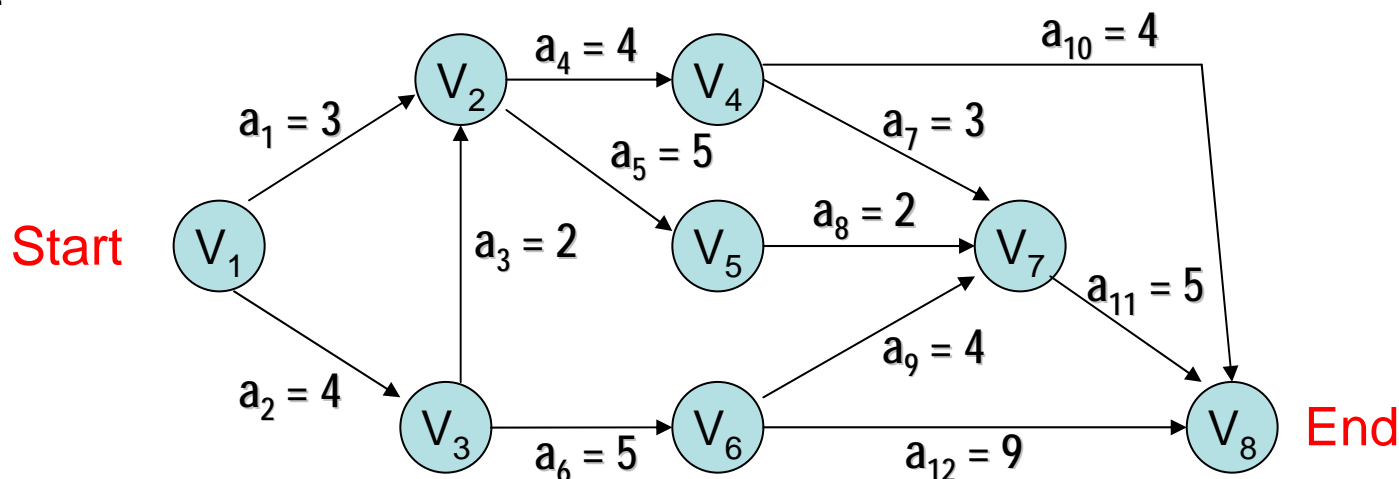 a₁₀ = 4
a₄ = 4
V₂
V₄
a₁ = 3
a₇ = 3
a₅ = 5
Start
V₁
a₃ = 2
V₅
a₈ = 2
V₇
a₁₁ = 5
a₂ = 4
a₉ = 4
V₃
V₆
V₈
End
a₆ = 5
a₁₂ = 9